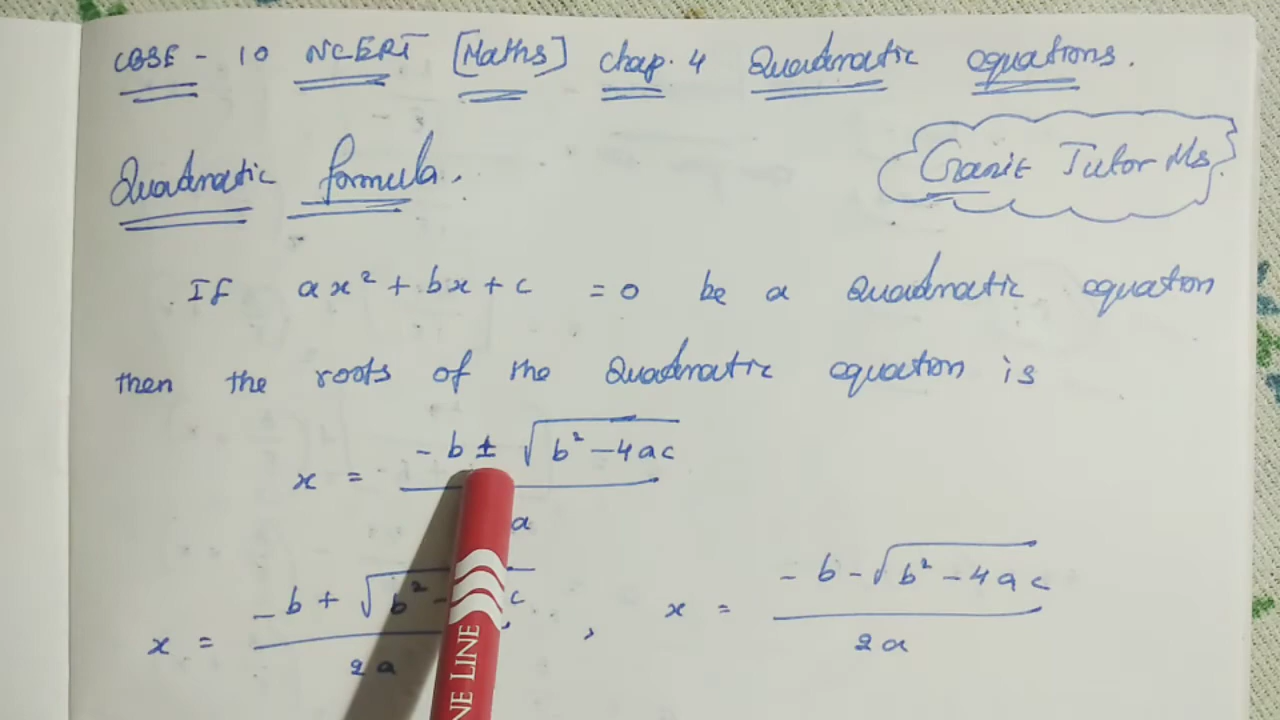 CBSE - 10 NCERT [Maths] Chap. 4 Quadratic equations.
Quadratic formula.
Ganit Tutor Ms
If ax² + bx + c = 0 be a Quadratic equation
then the roots of the Quadratic equation is
x = -b ± √b² - 4ac
a
x = -b + √b² - c , x = -b - √b² - 4ac
2a 2a
NE LINE